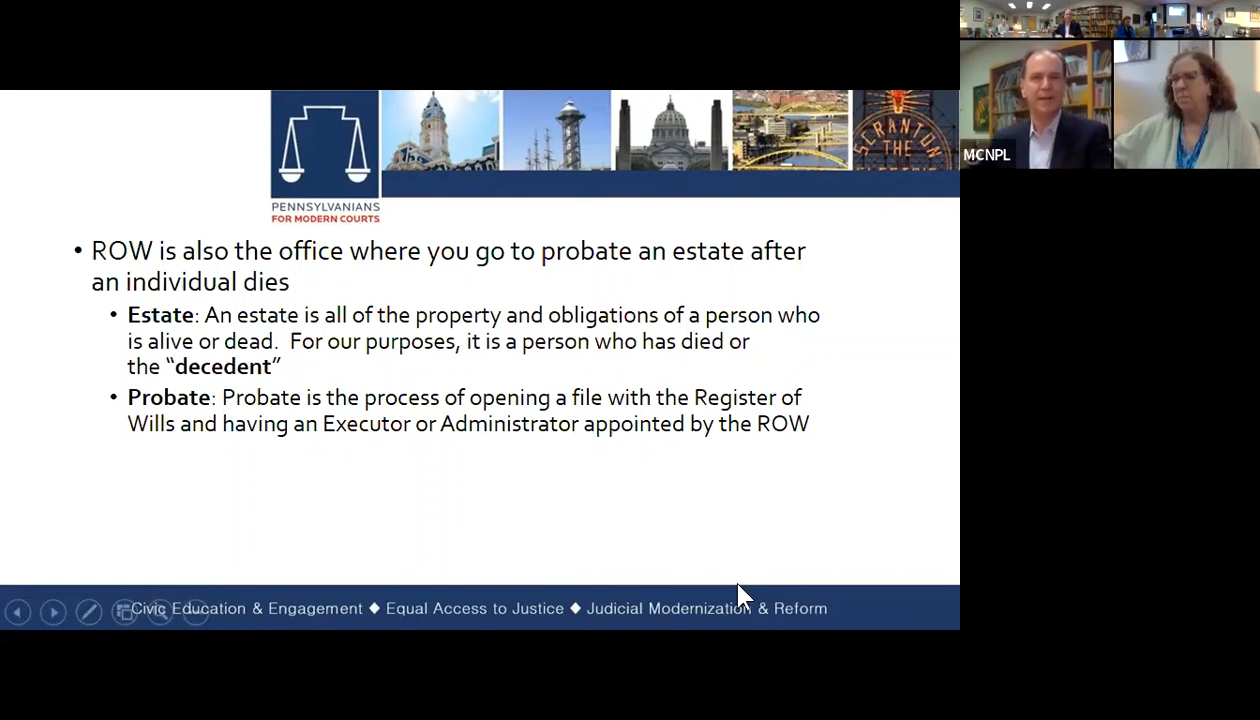 MCNPL
SCRANTON
THE
ELECTRIC
PENNSYLVANIANS
FOR MODERN COURTS
• ROW is also the office where you go to probate an estate after
an individual dies
• Estate: An estate is all of the property and obligations of a person who
is alive or dead. For our purposes, it is a person who has died or
the “decedent”
• Probate: Probate is the process of opening a file with the Register of
Wills and having an Executor or Administrator appointed by the ROW
Civic Education & Engagement ◆ Equal Access to Justice ◆ Judicial Modernization & Reform